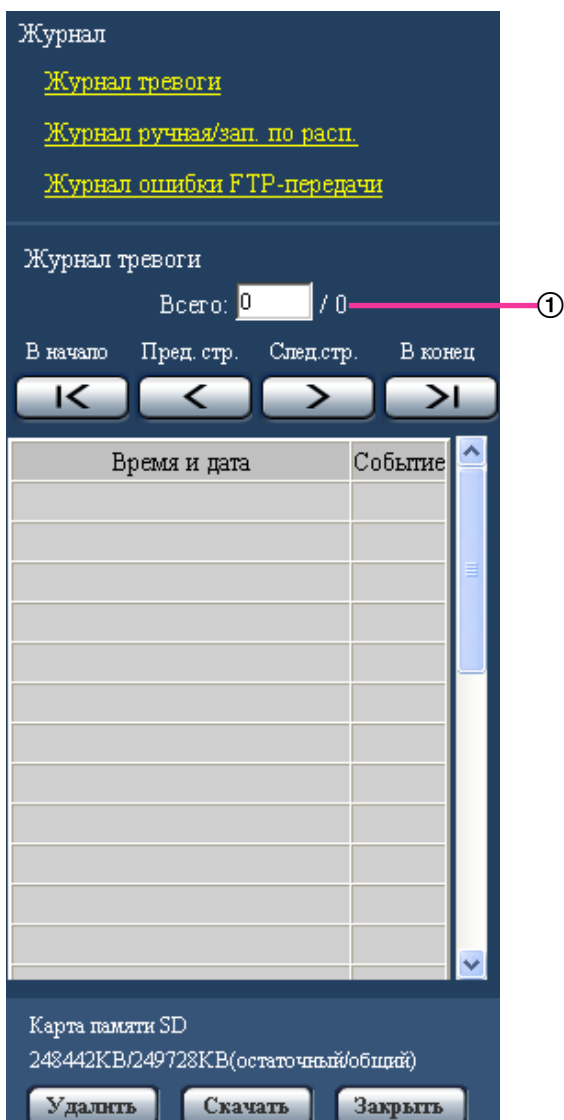 Журнал
Журнал тревоги
Журнал ручная/зап. по расп.
Журнал ошибки FTP-передачи
Журнал тревоги
Всего: 0 / 0 ①
В начало Пред. стр. След.стр. В конец
Время и дата Событие
Карта памяти SD
248442KB/249728KB(остаточный/общий)
Удалить Скачать Закрыть